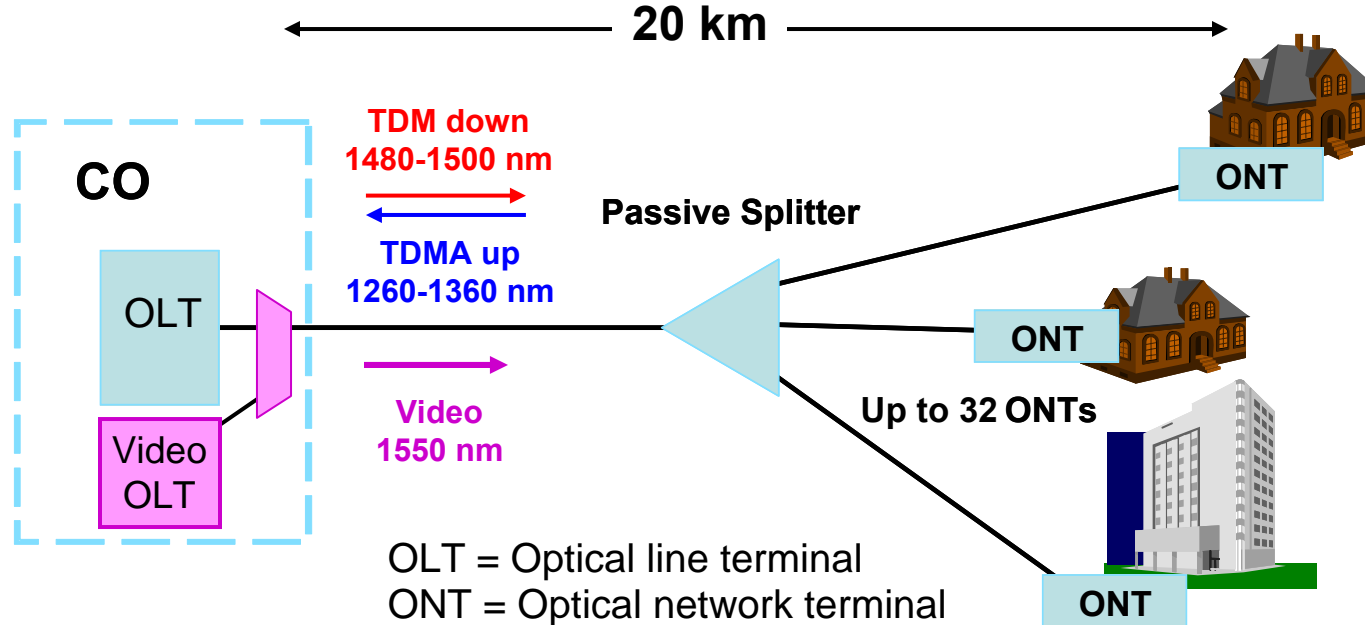 20 km
TDM down
1480-1500 nm
CO
ONT
Passive Splitter
TDMA up
1260-1360 nm
OLT
ONT
Video
1550 nm
Up to 32 ONTs
Video
OLT
OLT = Optical line terminal
ONT = Optical network terminal
ONT